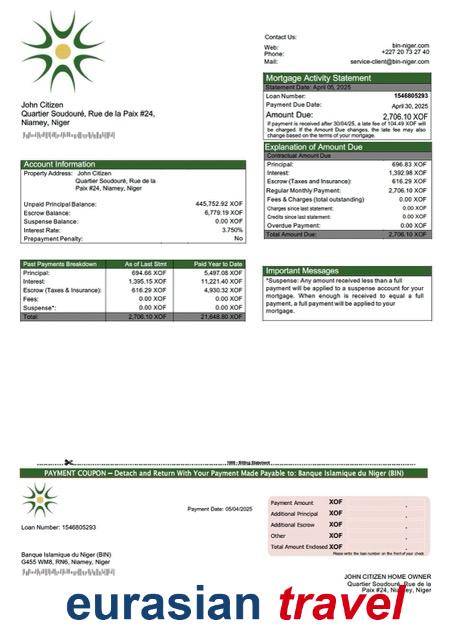 Contact Us:
Web: bin-niger.com
Phone: +227 20 73 27 40
Mail: service-client@bin-niger.com
Mortgage Activity Statement
Statement Date: April 05, 2025
Loan Number: 1546805293
Payment Due Date: April 30, 2025
Amount Due: 2,706.10 XOF
If payment is received after 30/04/25, a late fee of 104.49 XOF will
be charged. If the Amount Due changes, the late fee may also
change based on the terms of the mortgage.
John Citizen
Quartier Soudouré, Rue de la Paix #24,
Niamey, Niger
Explanation of Amount Due
Contractual Amount Due
Principal: 696.83 XOF
Interest: 1,392.98 XOF
Escrow (Taxes and Insurance): 616.29 XOF
Regular Monthly Payment: 2,706.10 XOF
Fees & Charges (total outstanding) 0.00 XOF
Charges since last statement: 0.00 XOF
Credits since last statement: 0.00 XOF
Overdue Payment: 0.00 XOF
Total Amount Due: 2,706.10 XOF
Account Information
Property Address: John Citizen
Quartier Soudouré, Rue de la
Paix #24, Niamey, Niger
Unpaid Principal Balance: 445,752.92 XOF
Escrow Balance: 6,779.19 XOF
Suspense Balance: 0.00 XOF
Interest Rate: 3.750%
Prepayment Penalty: No
Past Payments Breakdown As of Last Stmt Paid Year to Date
Principal: 694.66 XOF 5,497.08 XOF
Interest: 1,395.15 XOF 11,221.40 XOF
Escrow (Taxes & Insurance): 616.29 XOF 4,930.32 XOF
Fees: 0.00 XOF 0.00 XOF
Suspense*: 0.00 XOF 0.00 XOF
Total: 2,706.10 XOF 21,648.80 XOF
Important Messages
*Suspense: Any amount received less than a full
payment will be applied to a suspense account for your
mortgage. When enough is received to equal a full
payment, a full payment will be applied to your
mortgage.
Billing Statement
PAYMENT COUPON – Detach and Return With Your Payment Made Payable to: Banque Islamique du Niger (BIN)
Payment Date: 05/04/2025
Loan Number: 1546805293
Payment Amount XOF
Additional Principal XOF
Additional Escrow XOF
Other XOF
Total Amount Enclosed XOF
Please write the loan number on the front of your check.
Banque Islamique du Niger (BIN)
G455 WM8, RN6, Niamey, Niger
JOHN CITIZEN HOME OWNER
Quartier Soudouré, Rue de la
Paix #24, Niamey, Niger
eurasian travel